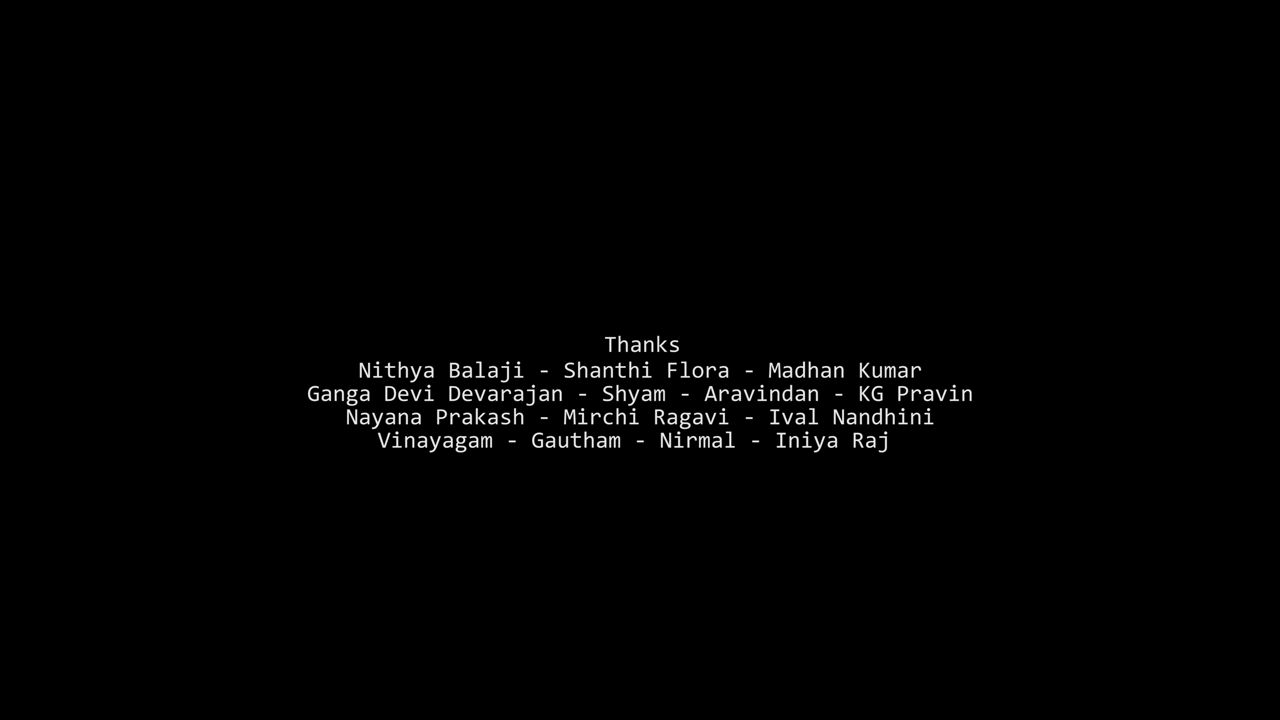 Thanks
Nithya Balaji - Shanthi Flora - Madhan Kumar
Ganga Devi Devarajan - Shyam - Aravindan - KG Pravin
Nayana Prakash - Mirchi Ragavi - Ival Nandhini
Vinayagam - Gautham - Nirmal - Iniya Raj